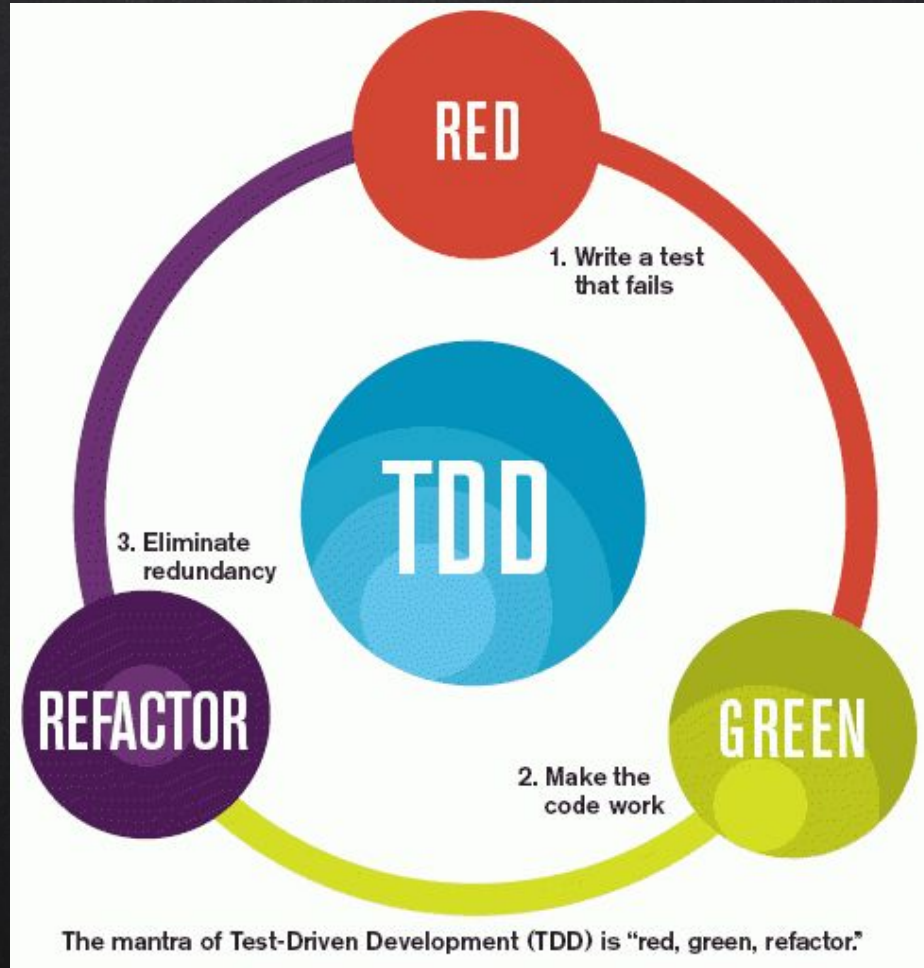 RED
1. Write a test
that fails
TDD
3. Eliminate
redundancy
REFACTOR
GREEN
2. Make the
code work
The mantra of Test-Driven Development (TDD) is “red, green, refactor.”